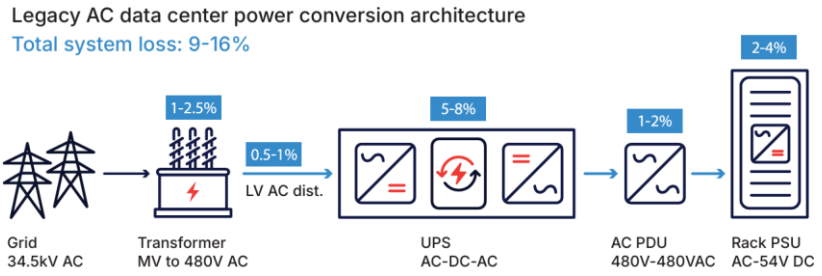 Legacy AC data center power conversion architecture
Total system loss: 9-16%
2-4%
1-2.5%
5-8%
1-2%
0.5-1%
LV AC dist.
Grid
34.5kV AC
Transformer
MV to 480V AC
UPS
AC-DC-AC
AC PDU
480V-480VAC
Rack PSU
AC-54V DC